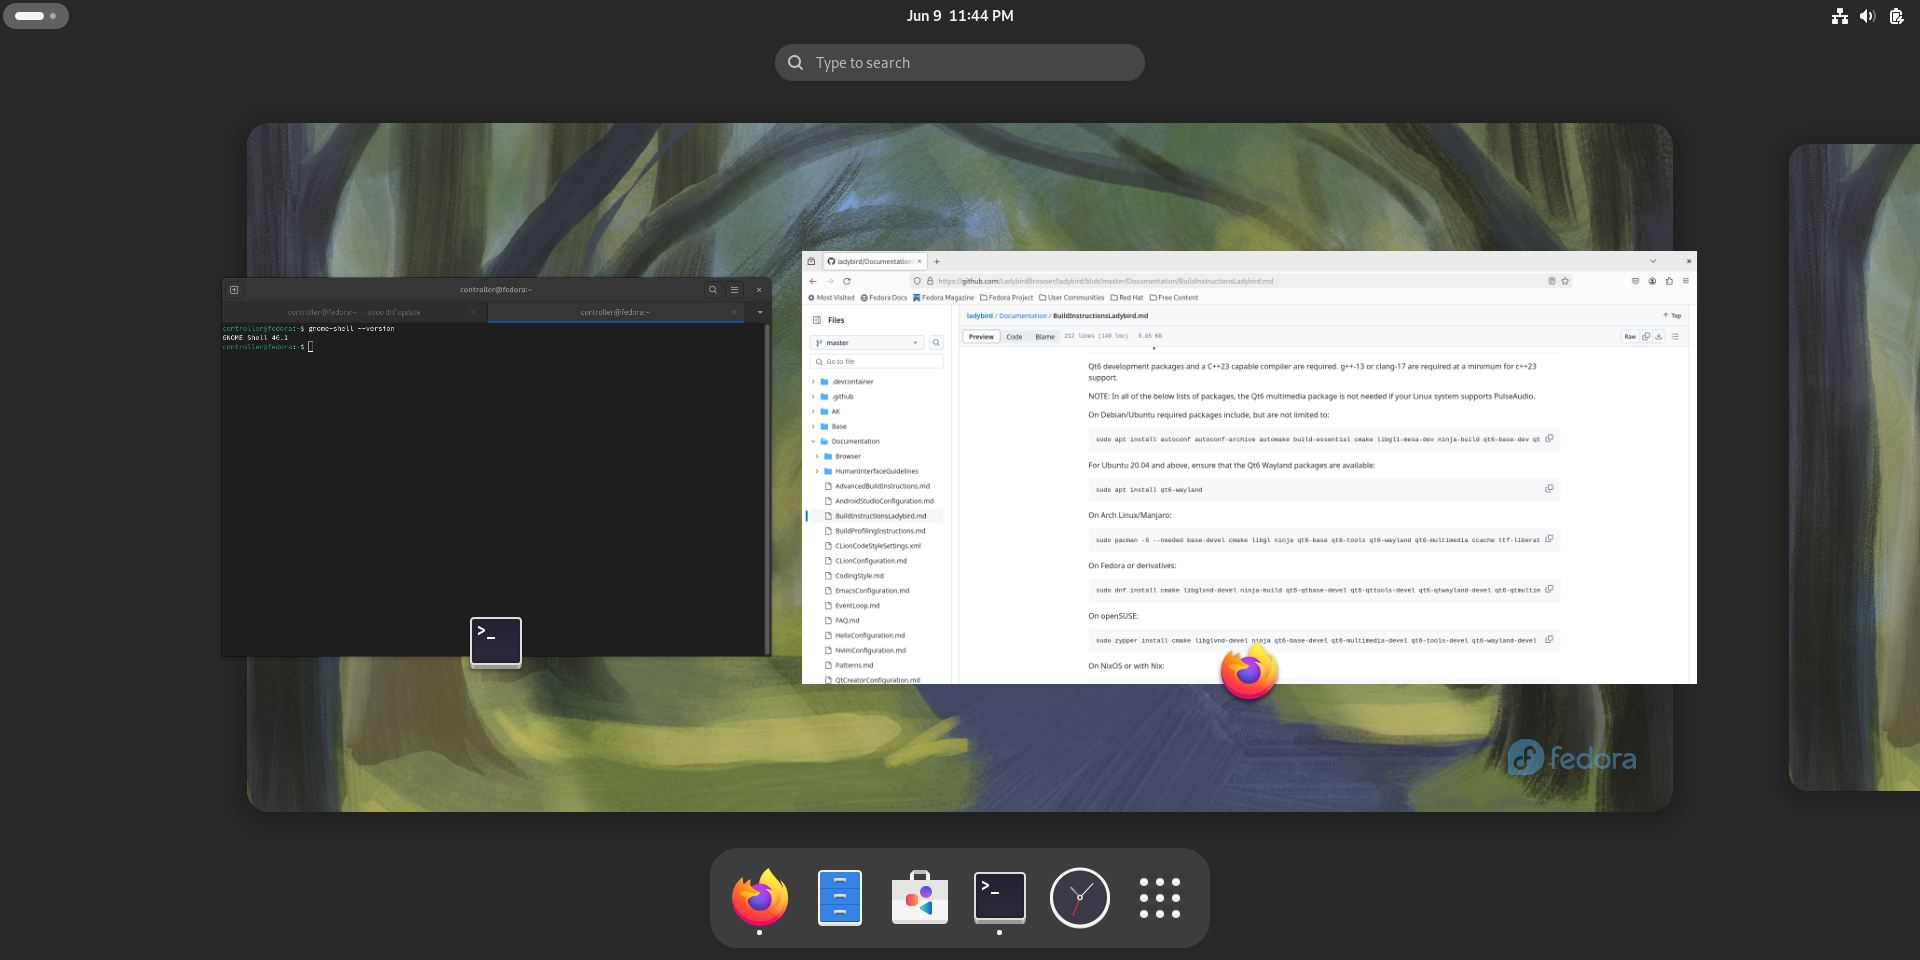 Jun 9 11:44 PM
Type to search
controller@fedora:~
controller@fedora:~ — sudo dnf update
controller@fedora:~
controller@fedora:~$ gnome-shell --version
GNOME Shell 46.1
controller@fedora:~$
>_
ladybird/Documentation/
https://github.com/LadybirdBrowser/ladybird/blob/master/Documentation/BuildInstructionsLadybird.md
Most Visited Fedora Docs Fedora Magazine Fedora Project User Communities Red Hat Free Content
Files
master
Go to file
.devcontainer
.github
AK
Base
Documentation
Browser
HumanInterfaceGuidelines
AdvancedBuildInstructions.md
AndroidStudioConfiguration.md
BuildInstructionsLadybird.md
BuildProfilingInstructions.md
CLionCodeStyleSettings.xml
CLionConfiguration.md
CodingStyle.md
EmacsConfiguration.md
EventLoop.md
FAQ.md
HelixConfiguration.md
NvimConfiguration.md
Patterns.md
QtCreatorConfiguration.md
ladybird / Documentation / BuildInstructionsLadybird.md
Top
Preview Code Blame 212 lines (149 loc) · 8.05 KB
Raw
Qt6 development packages and a C++23 capable compiler are required. g++-13 or clang-17 are required at a minimum for c++23
support.
NOTE: In all of the below lists of packages, the Qt6 multimedia package is not needed if your Linux system supports PulseAudio.
On Debian/Ubuntu required packages include, but are not limited to:
sudo apt install autoconf autoconf-archive automake build-essential cmake libgl1-mesa-dev ninja-build qt6-base-dev qt
For Ubuntu 20.04 and above, ensure that the Qt6 Wayland packages are available:
sudo apt install qt6-wayland
On Arch Linux/Manjaro:
sudo pacman -S --needed base-devel cmake libgl ninja qt6-base qt6-tools qt6-wayland qt6-multimedia ccache ttf-liberat
On Fedora or derivatives:
sudo dnf install cmake libglvnd-devel ninja-build qt6-qtbase-devel qt6-qttools-devel qt6-qtwayland-devel qt6-qtmultim
On openSUSE:
sudo zypper install cmake libglvnd-devel ninja qt6-base-devel qt6-multimedia-devel qt6-tools-devel qt6-wayland-devel
On NixOS or with Nix:
fedora
>_